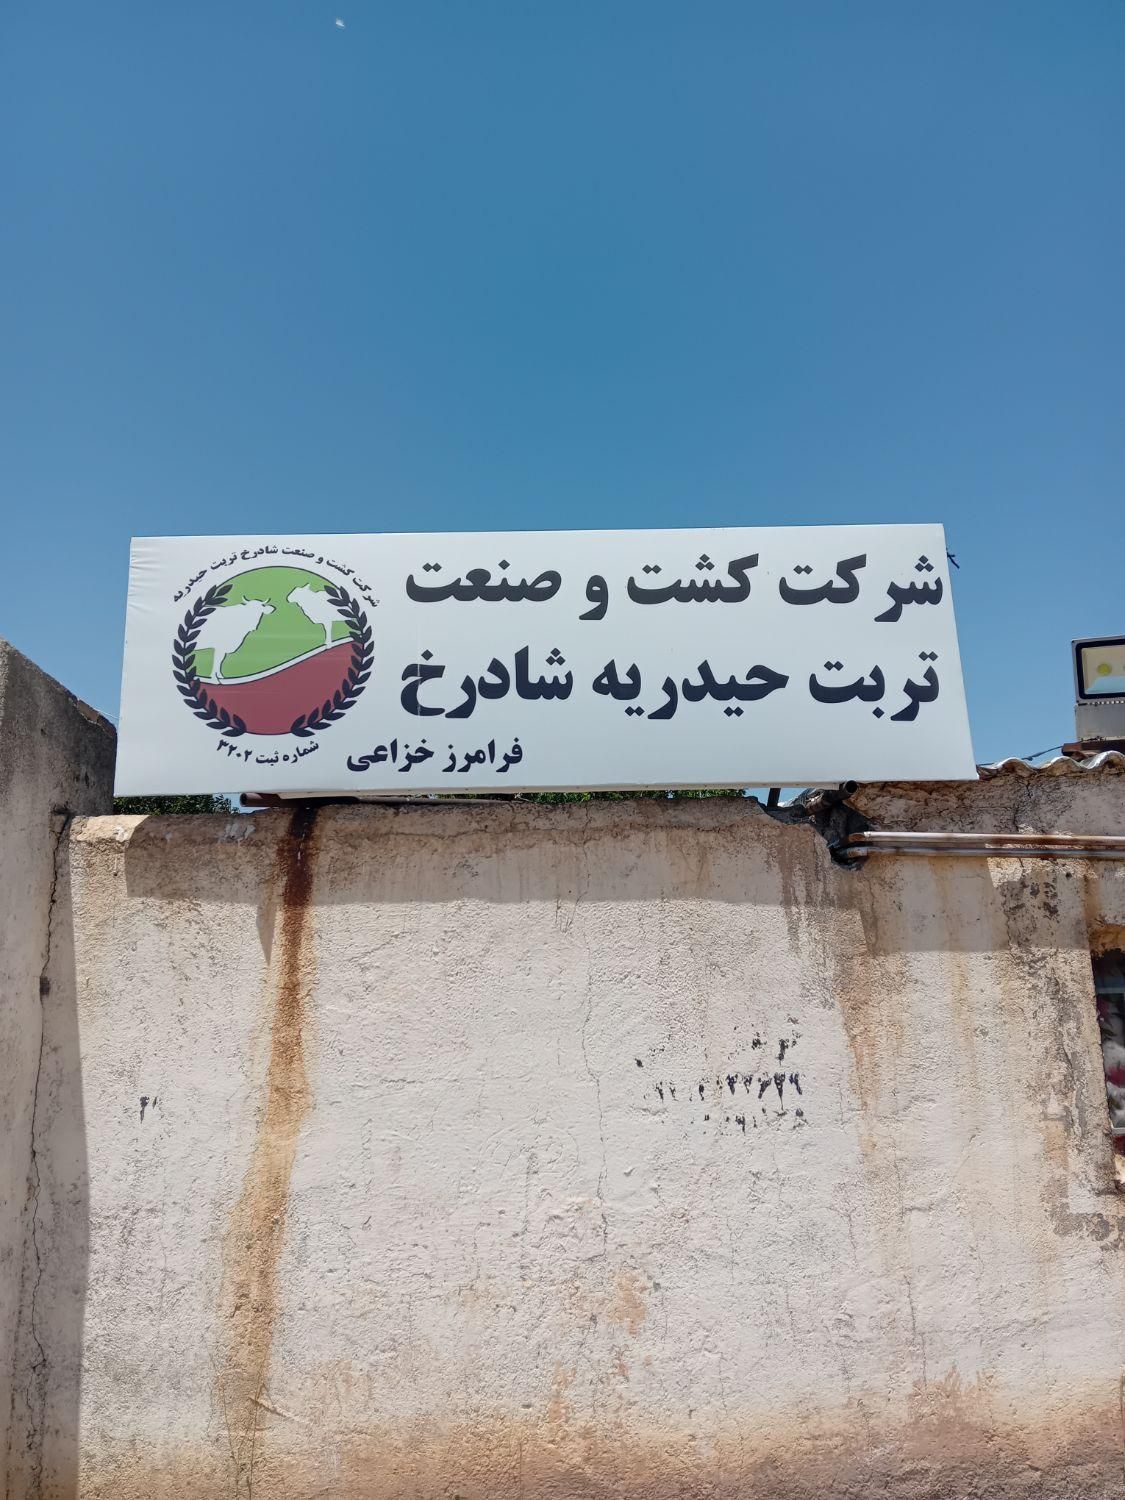 شرکت کشت و صنعت
تربت حیدریه شادرخ
فرامرز خزاعی
شرکت کشت و صنعت شادرخ تربت حیدریه
شماره ثبت ۳۲۰۲